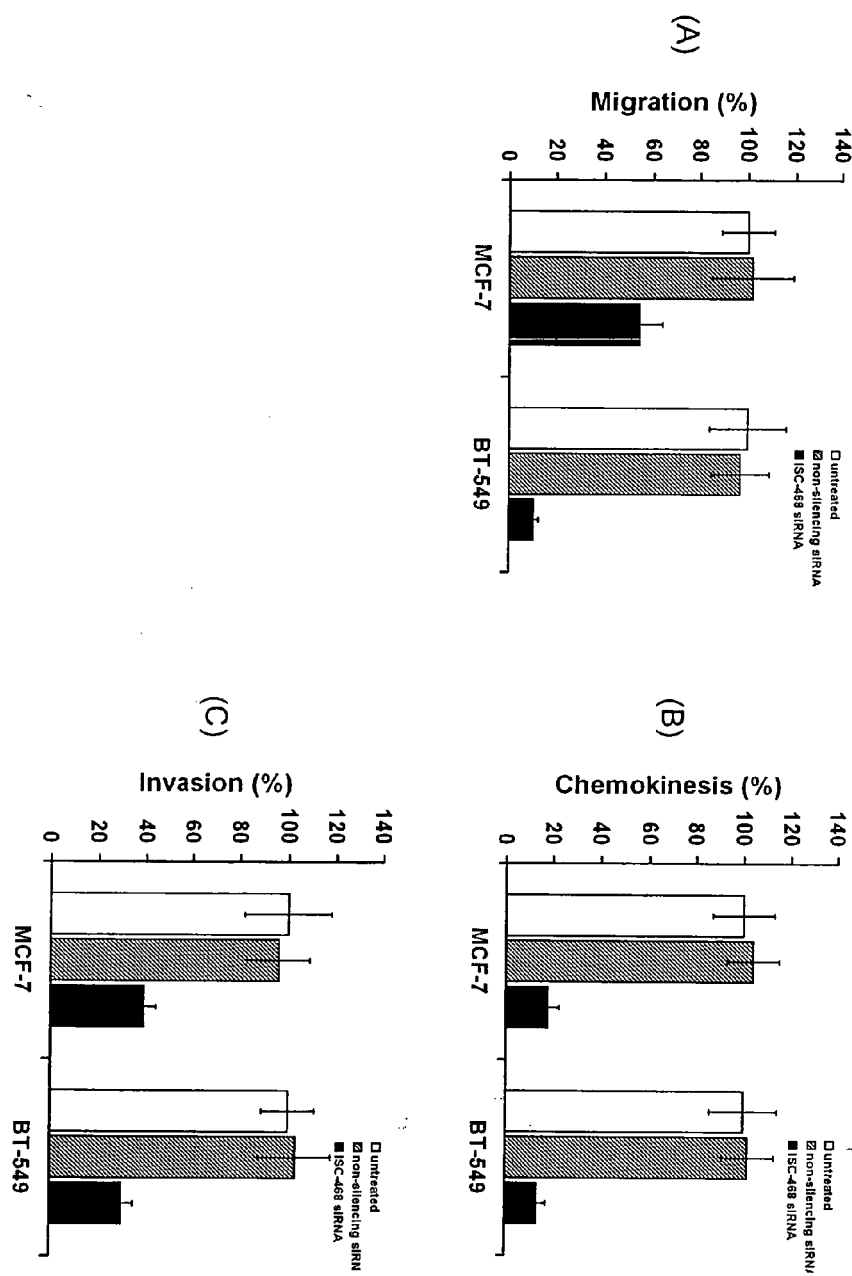 (A)
Migration (%)
140
120
100
80
60
40
20
0
MCF-7
BT-549
untreated
non-silencing siRNA
ISC-468 siRNA
(B)
Chemokinesis (%)
140
120
100
80
60
40
20
0
MCF-7
BT-549
untreated
non-silencing siRNA
ISC-468 siRNA
(C)
Invasion (%)
140
120
100
80
60
40
20
0
MCF-7
BT-549
untreated
non-silencing siRN
ISC-468 siRNA